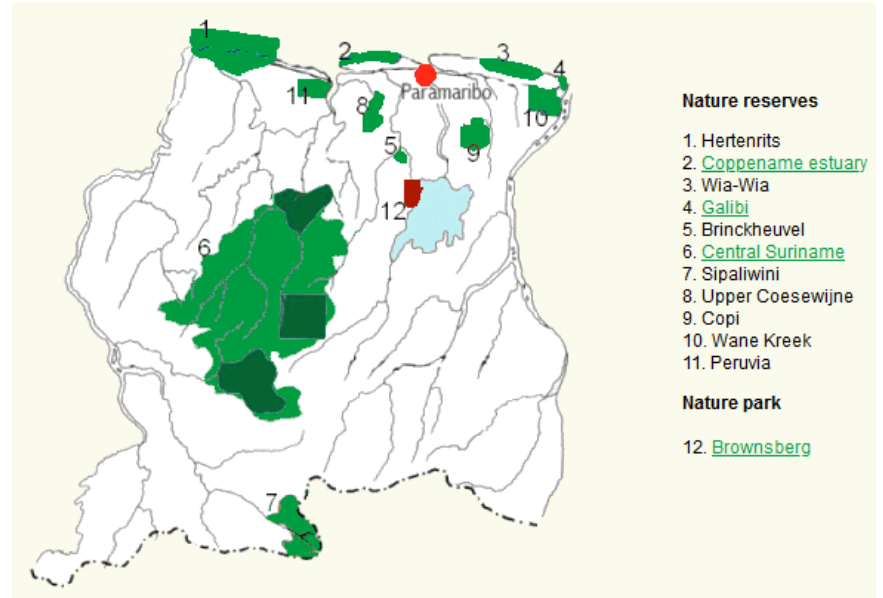 1
2
3
4
11
8
Paramaribo
10
5
9
12
6
7
Nature reserves
1. Hertenrits
2. Coppename estuary
3. Wia-Wia
4. Galibi
5. Brinckheuvel
6. Central Suriname
7. Sipaliwini
8. Upper Coesewijne
9. Copi
10. Wane Kreek
11. Peruvia
Nature park
12. Brownsberg